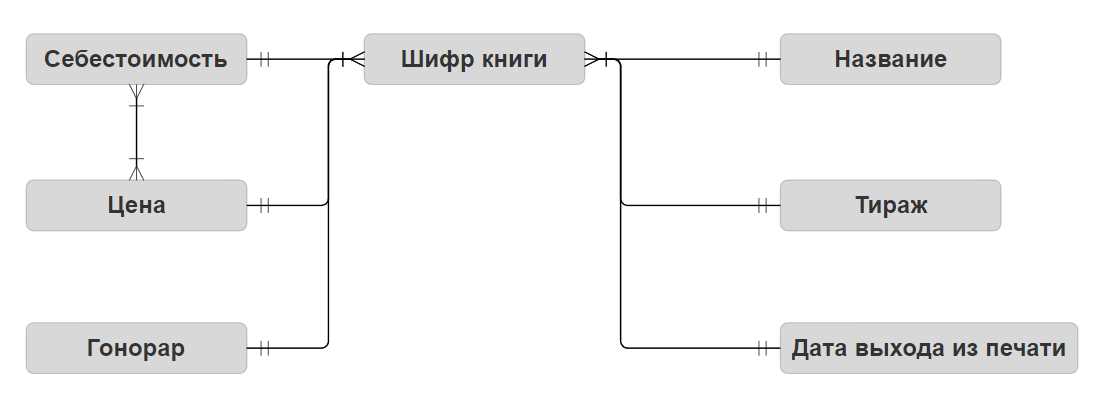 Себестоимость
Шифр книги
Название
Цена
Тираж
Гонорар
Дата выхода из печати